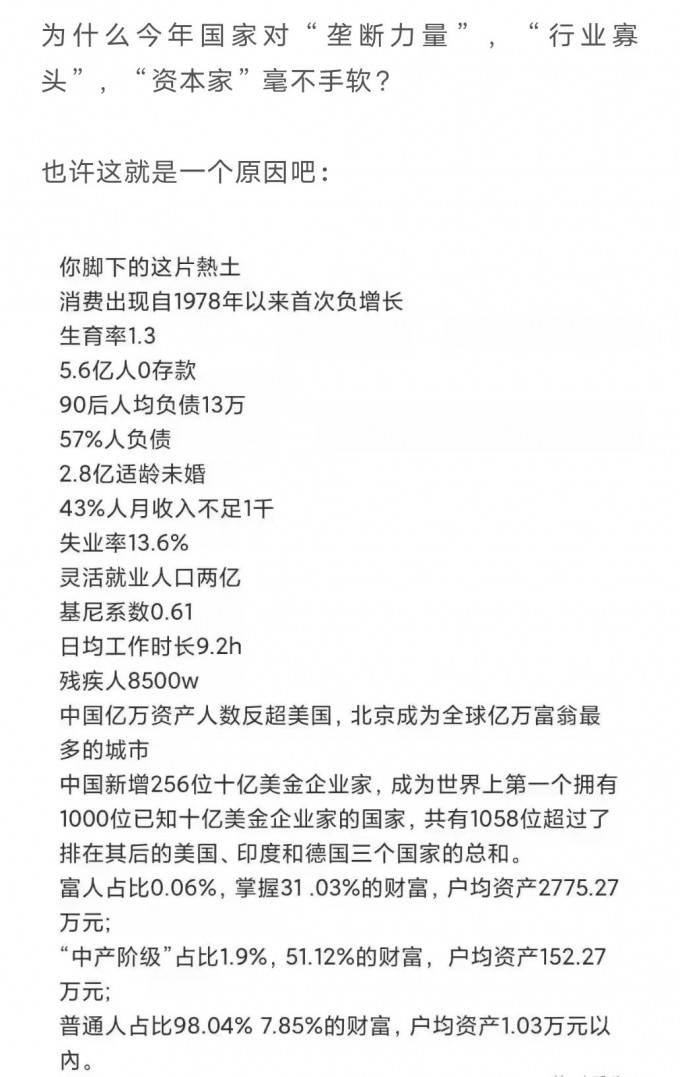 为什么今年国家对“垄断力量”，“行业寡
头”，“资本家”毫不手软？
也许这就是一个原因吧：
你脚下的这片熱土
消费出现自1978年以来首次负增长
生育率1.3
5.6亿人0存款
90后人均负债13万
57%人负债
2.8亿适龄未婚
43%人月收入不足1千
失业率13.6%
灵活就业人口两亿
基尼系数0.61
日均工作时长9.2h
残疾人8500w
中国亿万资产人数反超美国，北京成为全球亿万富翁最
多的城市
中国新增256位十亿美金企业家，成为世界上第一个拥有
1000位已知十亿美金企业家的国家，共有1058位超过了
排在其后的美国、印度和德国三个国家的总和。
富人占比0.06%，掌握31 .03%的财富，户均资产2775.27
万元;
“中产阶级”占比1.9%，51.12%的财富，户均资产152.27
万元;
普通人占比98.04% 7.85%的财富，户均资产1.03万元以
內。